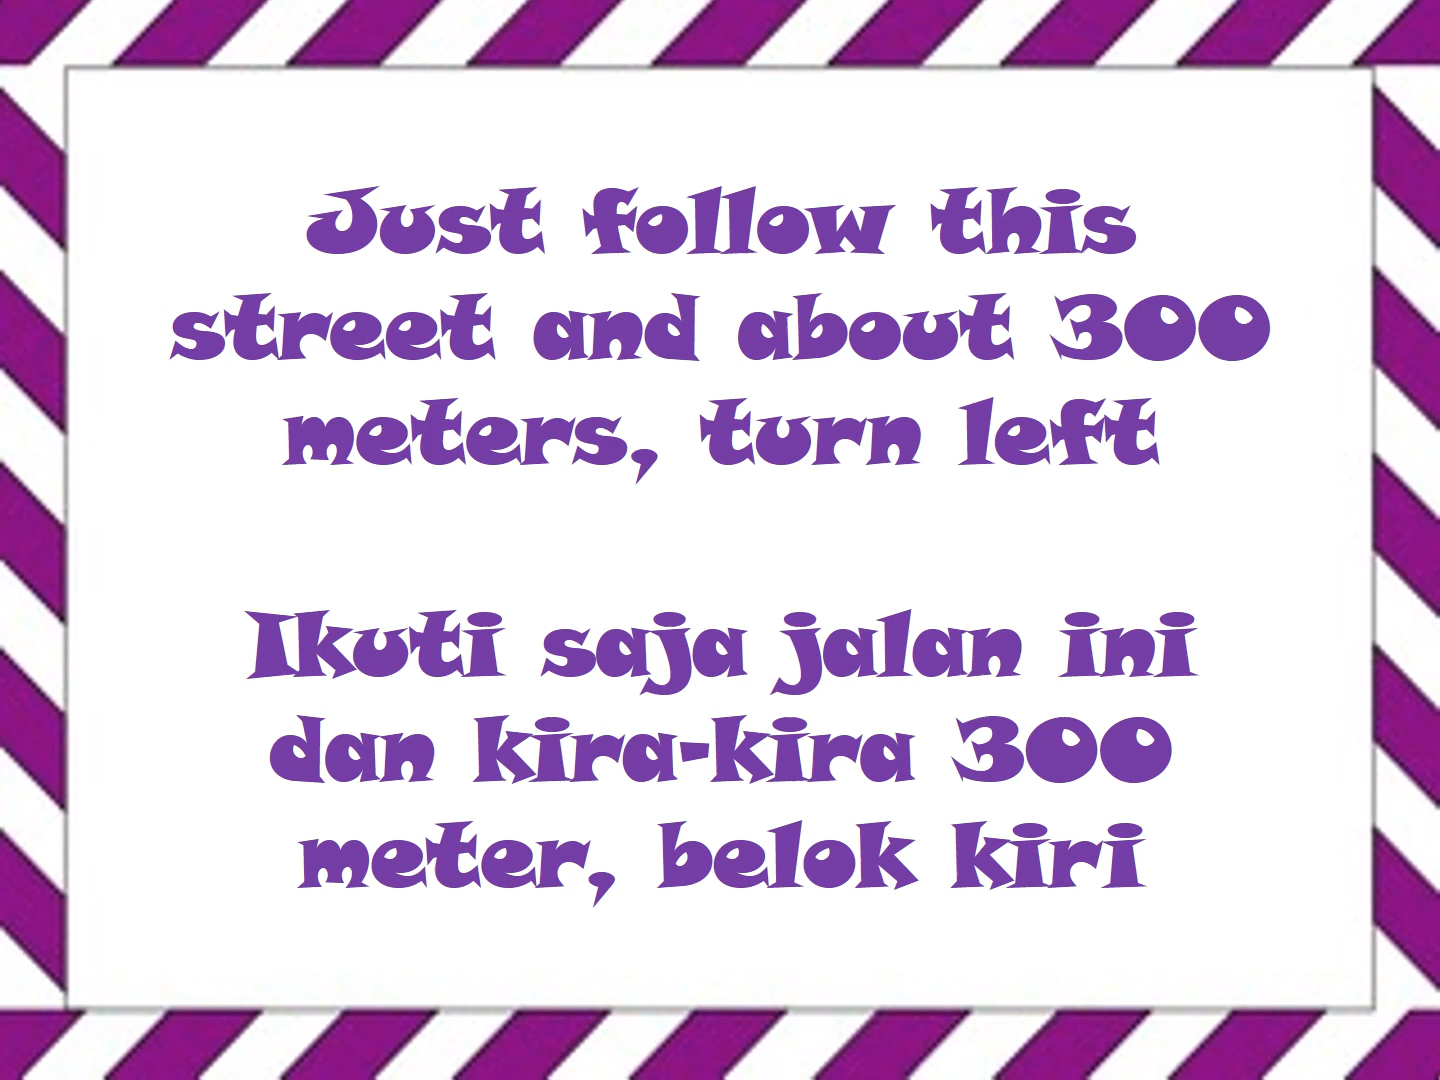 Just follow this
street and about 300
meters, turn left
Ikuti saja jalan ini
dan kira-kira 300
meter, belok kiri